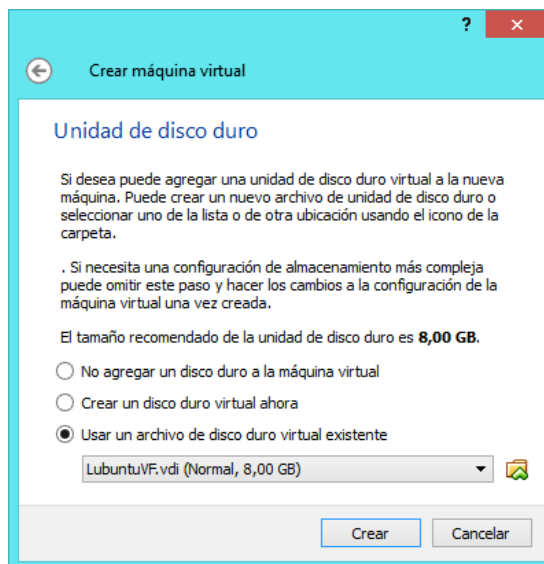 ?
Crear máquina virtual
Unidad de disco duro
Si desea puede agregar una unidad de disco duro virtual a la nueva
máquina. Puede crear un nuevo archivo de unidad de disco duro o
seleccionar uno de la lista o de otra ubicación usando el icono de la
carpeta.
. Si necesita una configuración de almacenamiento más compleja
puede omitir este paso y hacer los cambios a la configuración de la
máquina virtual una vez creada.
El tamaño recomendado de la unidad de disco duro es 8,00 GB.
No agregar un disco duro a la máquina virtual
Crear un disco duro virtual ahora
Usar un archivo de disco duro virtual existente
LubuntuVF.vdi (Normal, 8,00 GB)
Crear Cancelar